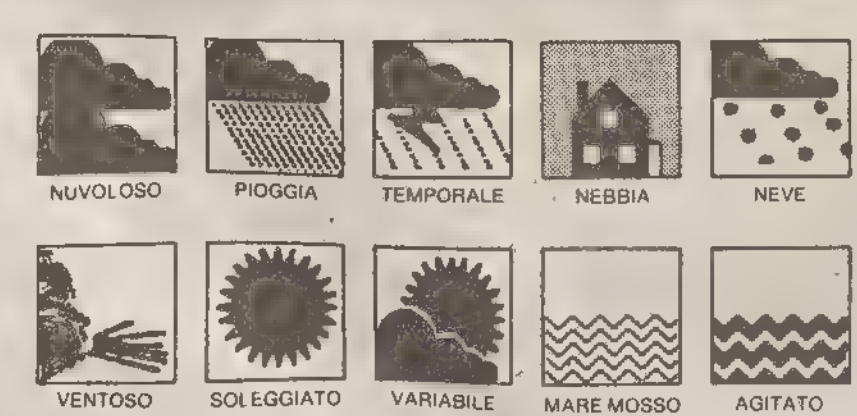 NUVOLOSO PIOGGIA TEMPORALE NEBBIA NEVE
VENTOSO SOLEGGIATO VARIABILE MARE MOSSO AGITATO